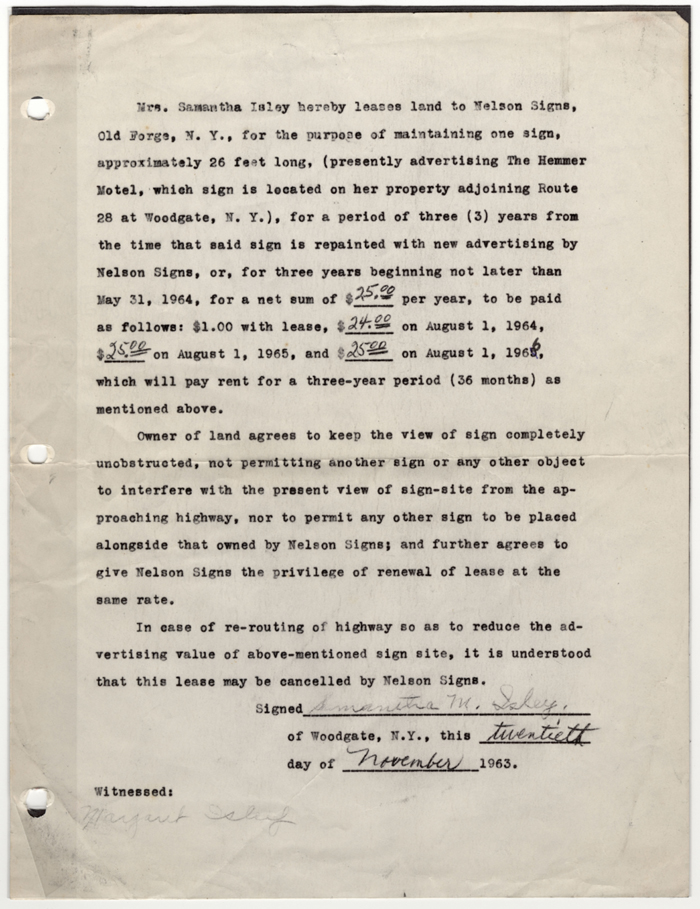 Mrs. Samantha Isley hereby leases land to Nelson Signs,
Old Forge, N. Y., for the purpose of maintaining one sign,
approximately 26 feet long, (presently advertising The Hemmer
Motel, which sign is located on her property adjoining Route
28 at Woodgate, N. Y.), for a period of three (3) years from
the time that said sign is repainted with new advertising by
Nelson Signs, or, for three years beginning not later than
May 31, 1964, for a net sum of $25.00 per year, to be paid
as follows: $1.00 with lease, $24.00 on August 1, 1964,
$25.00 on August 1, 1965, and $25.00 on August 1, 1966,
which will pay rent for a three-year period (36 months) as
mentioned above.
Owner of land agrees to keep the view of sign completely
unobstructed, not permitting another sign or any other object
to interfere with the present view of sign-site from the ap-
proaching highway, nor to permit any other sign to be placed
alongside that owned by Nelson Signs; and further agrees to
give Nelson Signs the privilege of renewal of lease at the
same rate.
In case of re-routing of highway so as to reduce the ad-
vertising value of above-mentioned sign site, it is understood
that this lease may be cancelled by Nelson Signs.
Signed Samantha M. Isley.
of Woodgate, N.Y., this twentieth
day of November 1963.
Witnessed:
Margaret Isley